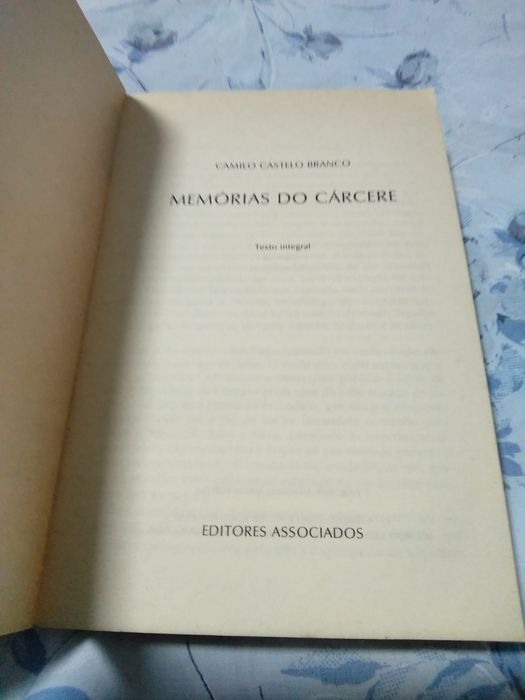 CAMILO CASTELO BRANCO
MEMÓRIAS DO CÁRCERE
Texto integral
EDITORES ASSOCIADOS